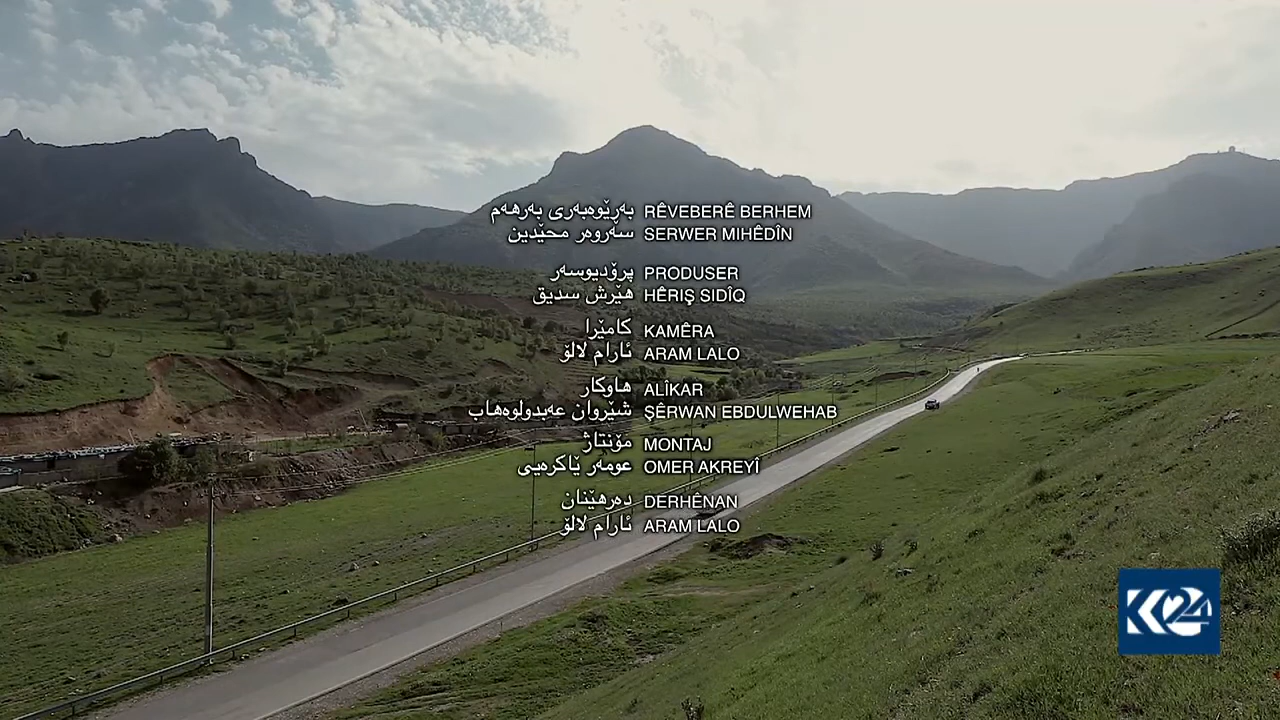 بەڕێوەبەری بەرهەم RÊVEBERÊ BERHEM
سەروەر محێدین SERWER MIHÊDÎN
پرۆدیوسەر PRODUSER
هێرش سدیق HÊRIŞ SIDÎQ
کامێرا KAMÊRA
ئارام لالۆ ARAM LALO
هاوکار ALÎKAR
شێروان عەبدولوەهاب ŞÊRWAN EBDULWEHAB
مۆنتاژ MONTAJ
عومەر ئاکرەیی OMER AKREYÎ
دەرهێنان DERHÊNAN
ئارام لالۆ ARAM LALO
K24